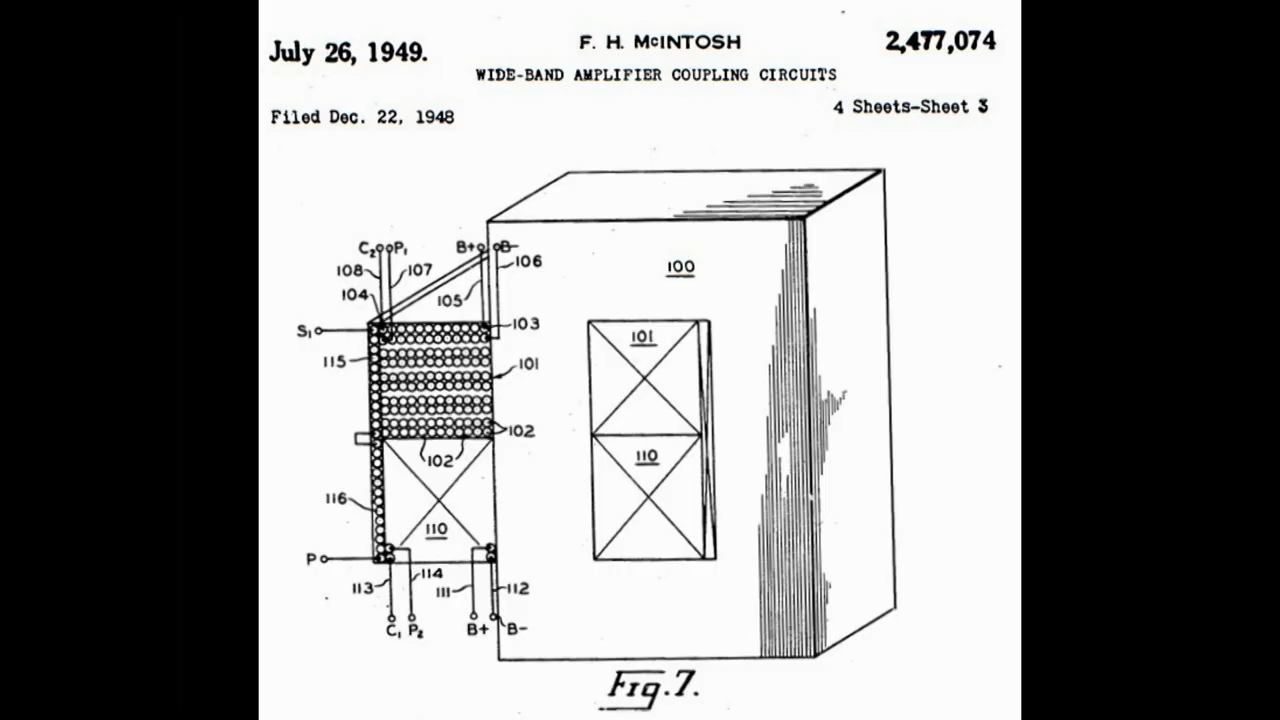 July 26, 1949.
F. H. McINTOSH
2,477,074
WIDE-BAND AMPLIFIER COUPLING CIRCUITS
Filed Dec. 22, 1948
4 Sheets-Sheet 3
C2 P1 B+ B-
108 107 106
104 105 100
S1 103
115 101 101
102
102
110
116
110
P
113 114 111 112
C1 P2 B+ B-
Fig. 7.